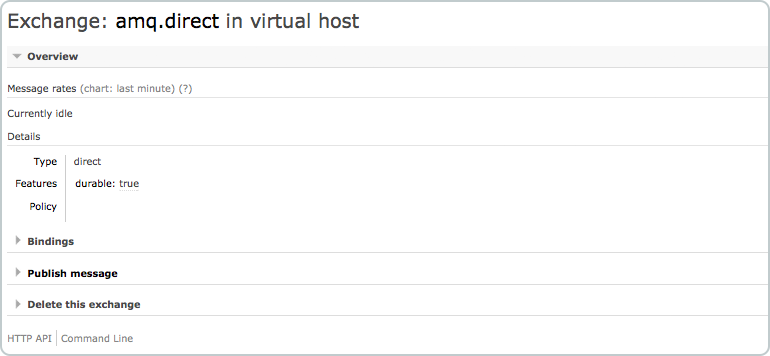 Exchange: amq.direct in virtual host
Overview
Message rates (chart: last minute) (?)
Currently idle
Details
Type direct
Features durable: true
Policy
Bindings
Publish message
Delete this exchange
HTTP API Command Line